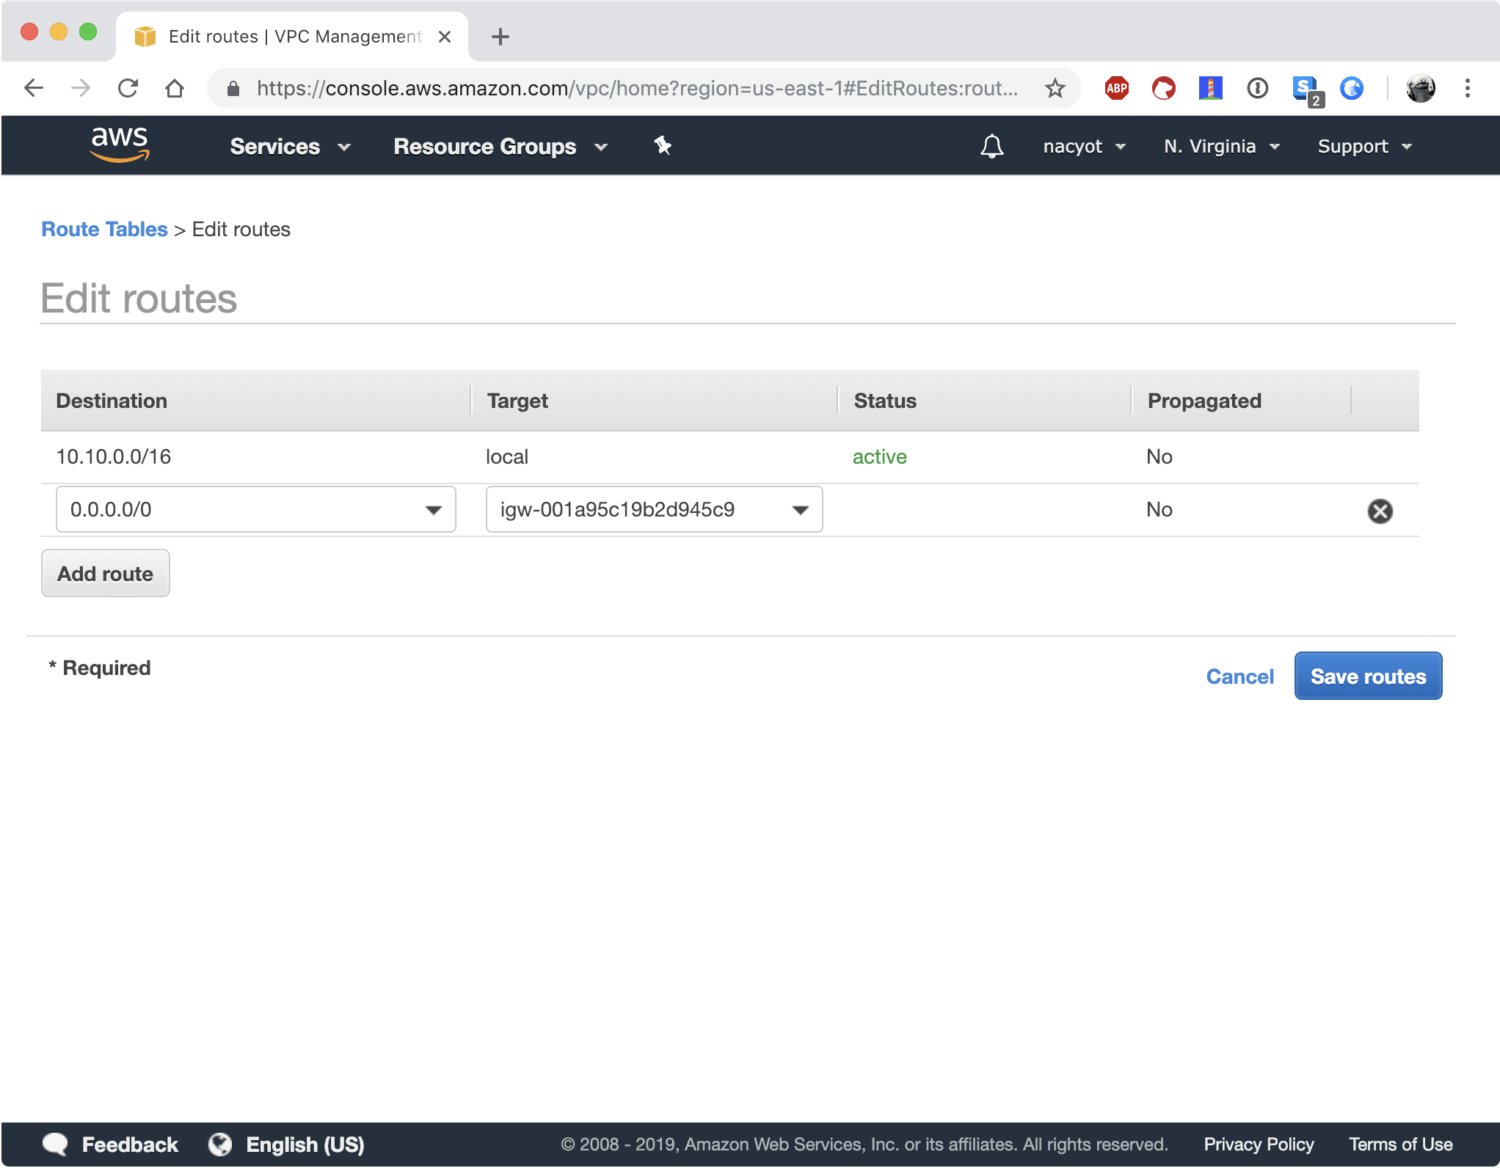 Edit routes | VPC Management
https://console.aws.amazon.com/vpc/home?region=us-east-1#EditRoutes:rout...
ABP
S
2
aws
Services
Resource Groups
nacyot
N. Virginia
Support
Route Tables > Edit routes
Edit routes
Destination Target Status Propagated
10.10.0.0/16 local active No
0.0.0.0/0 igw-001a95c19b2d945c9 No
Add route
* Required
Cancel
Save routes
Feedback
English (US)
© 2008 - 2019, Amazon Web Services, Inc. or its affiliates. All rights reserved.
Privacy Policy
Terms of Use